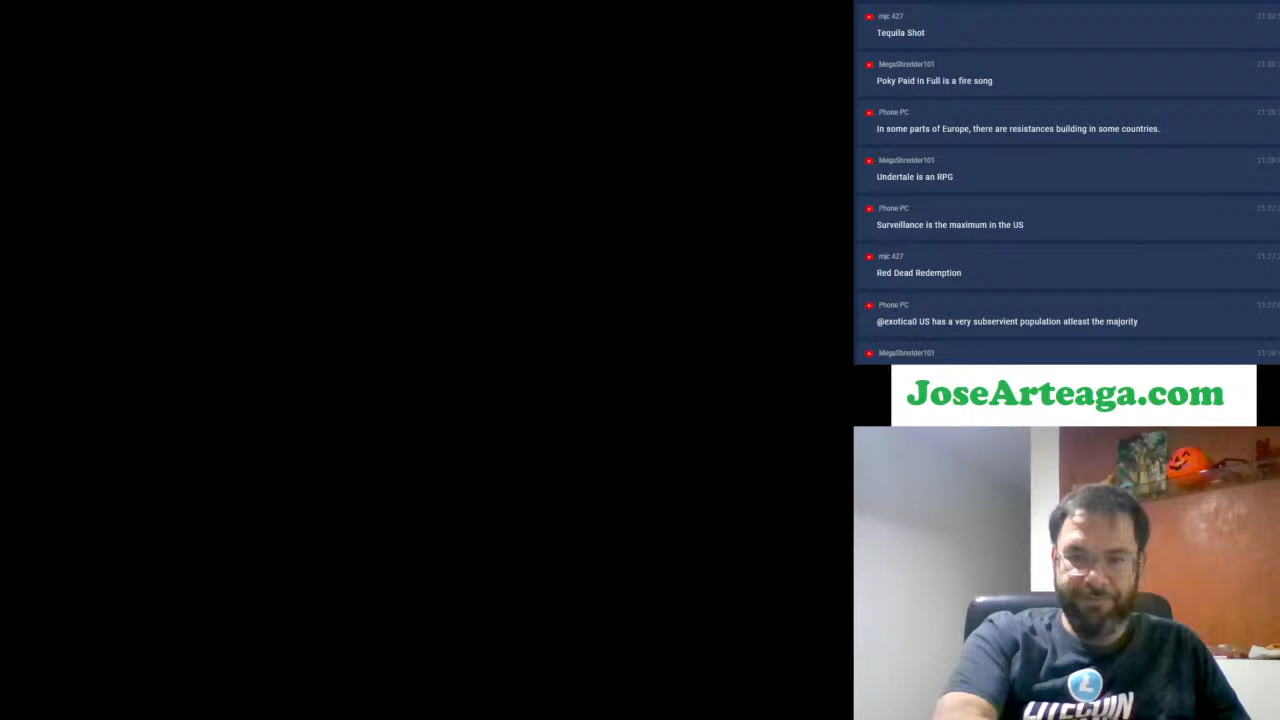 mjc 427
Tequila Shot
MegaShredder101
Poky Paid in Full is a fire song
Phone PC
In some parts of Europe, there are resistances building in some countries.
MegaShredder101
Undertale is an RPG
Phone PC
Surveillance is the maximum in the US
mjc 427
Red Dead Redemption
Phone PC
@exotica0 US has a very subservient population atleast the majority
MegaShredder101
JoseArteaga.com
LITECOIN